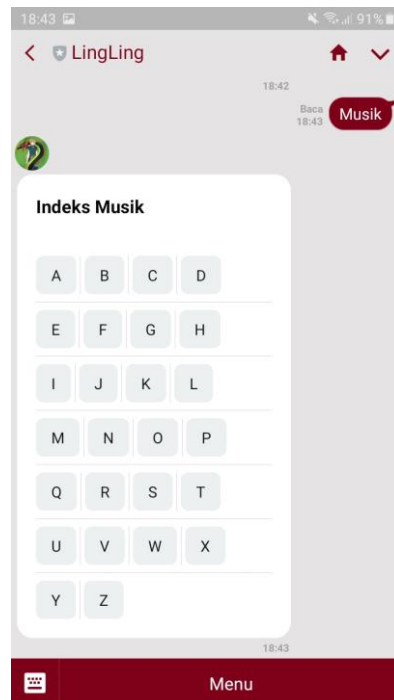 18:43 91%
LingLing
18:42
Baca
18:43 Musik
Indeks Musik
A B C D
E F G H
I J K L
M N O P
Q R S T
U V W X
Y Z
18:43
Menu